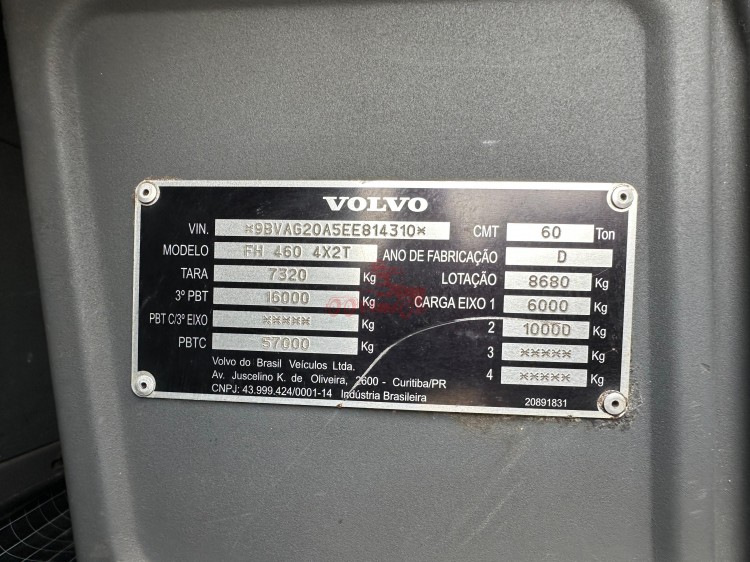 VOLVO
VIN. *9BVAG20A5EE814310* CMT 60 Ton
MODELO FH 460 4X2T ANO DE FABRICAÇÃO D
TARA 7320 Kg LOTAÇÃO 8680 Kg
3º PBT 16000 Kg CARGA EIXO 1 6000 Kg
PBT C/3º EIXO ***** Kg 2 10000 Kg
PBTC 57000 Kg 3 ***** Kg
4 ***** Kg
Volvo do Brasil Veículos Ltda.
Av. Juscelino K. de Oliveira, 2600 - Curitiba/PR
CNPJ: 43.999.424/0001-14 Indústria Brasileira
20891831